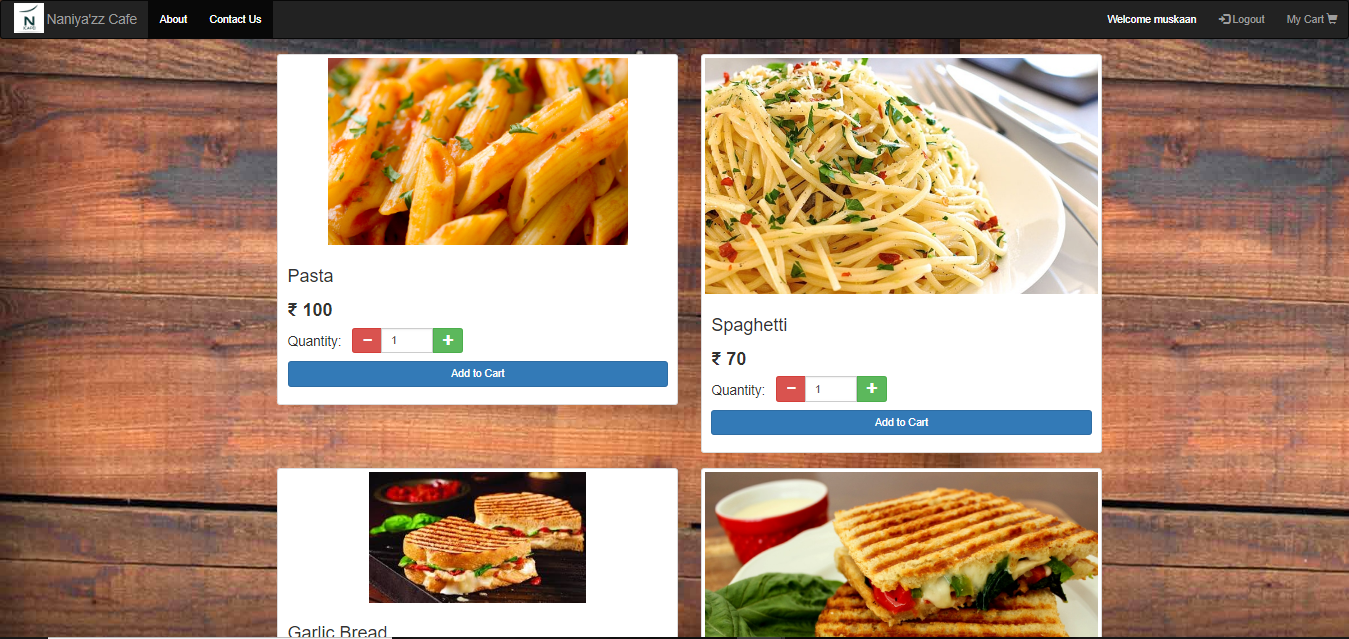 Naniya'zz Cafe About Contact Us Welcome muskaan Logout My Cart
Pasta
₹ 100
Quantity: − 1 +
Add to Cart
Spaghetti
₹ 70
Quantity: − 1 +
Add to Cart
Garlic Bread